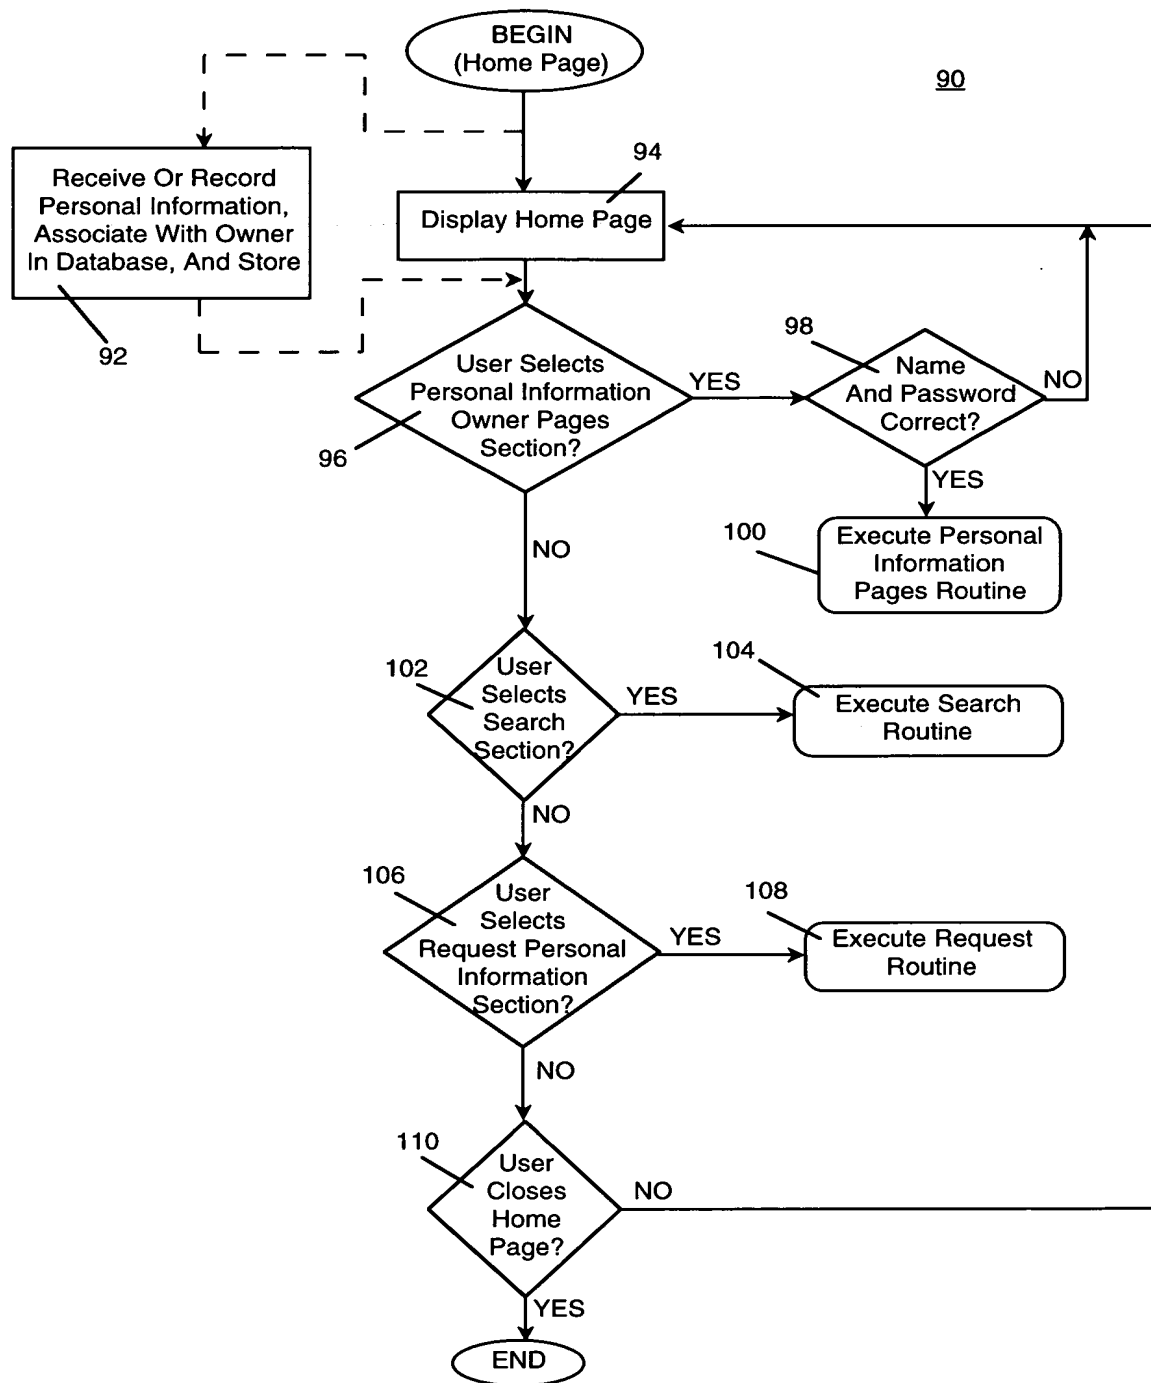 BEGIN
(Home Page)
90
94
Receive Or Record
Personal Information,
Associate With Owner
In Database, And Store
Display Home Page
92
98
User Selects
Personal Information
Owner Pages
Section?
YES
Name
And Password
Correct?
NO
96
YES
NO
100
Execute Personal
Information
Pages Routine
102
User
Selects
Search
Section?
YES
104
Execute Search
Routine
NO
106
User
Selects
Request Personal
Information
Section?
YES
108
Execute Request
Routine
NO
110
User
Closes
Home
Page?
NO
YES
END